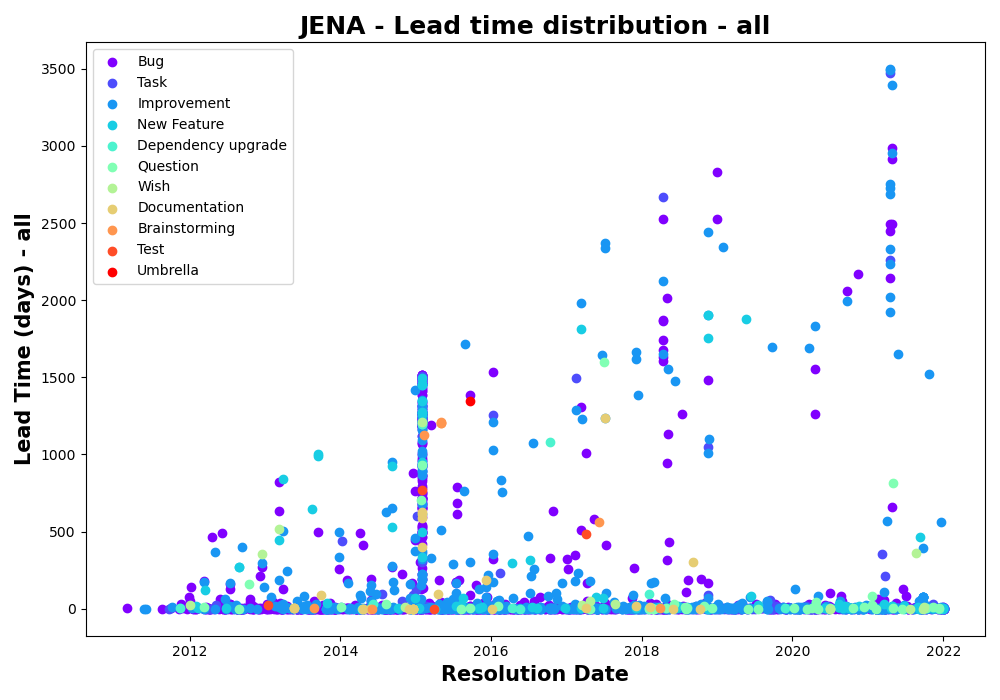 JENA - Lead time distribution - all
Bug
Task
Improvement
New Feature
Dependency upgrade
Question
Wish
Documentation
Brainstorming
Test
Umbrella
Lead Time (days) - all
3500
3000
2500
2000
1500
1000
500
0
2012
2014
2016
2018
2020
2022
Resolution Date